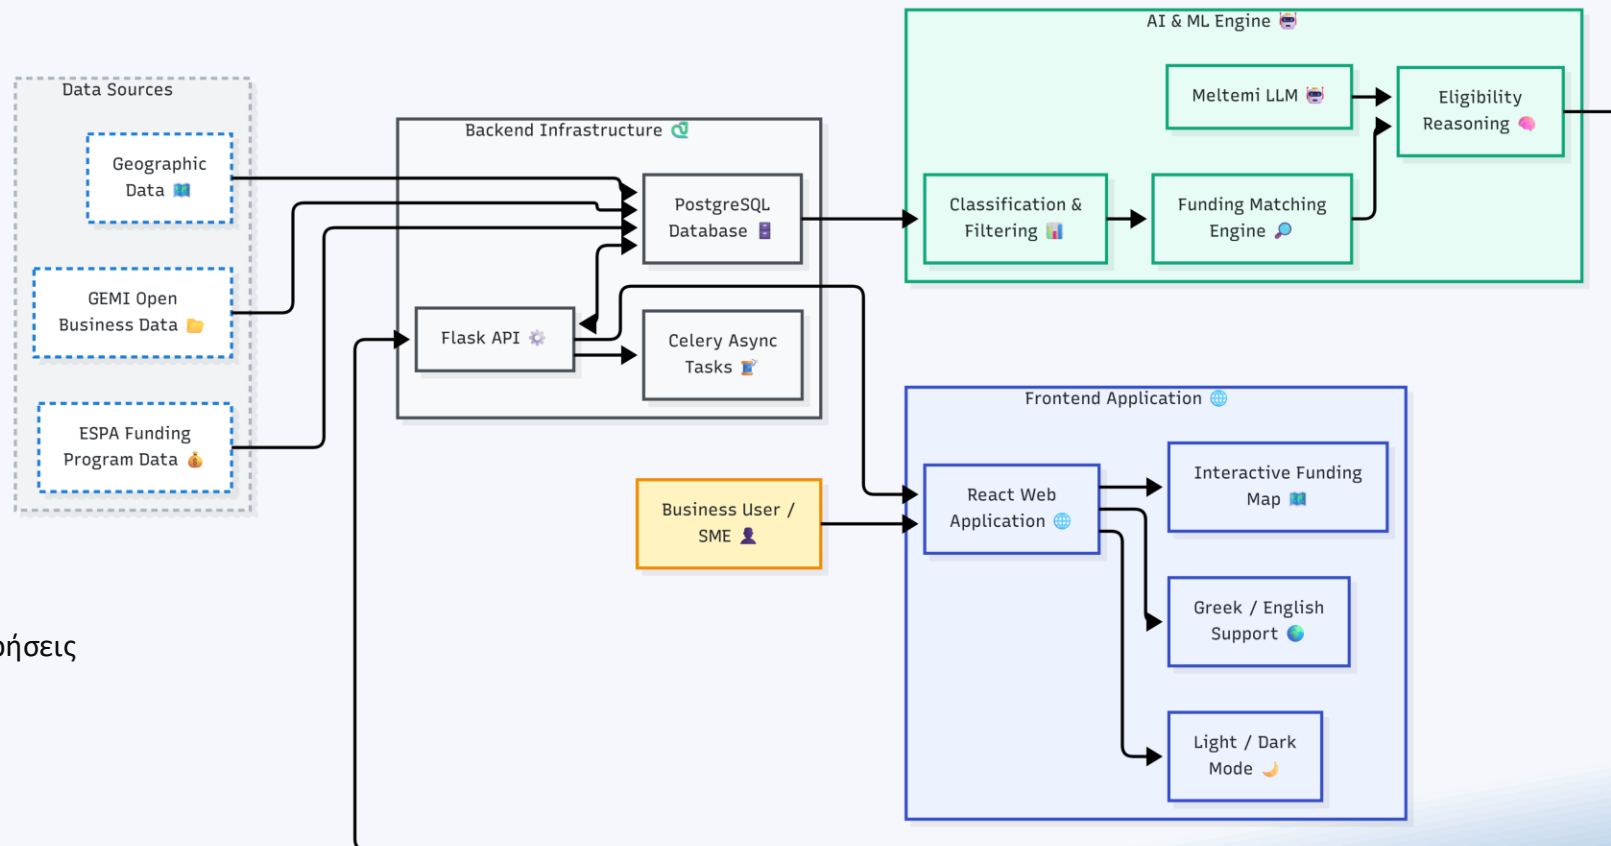 AI & ML Engine
Data Sources
Meltemi LLM
Eligibility
Reasoning
Backend Infrastructure
Geographic
Data
PostgreSQL
Database
Classification &
Filtering
Funding Matching
Engine
GEMI Open
Business Data
Flask API
Celery Async
Tasks
Frontend Application
ESPA Funding
Program Data
Business User /
SME
React Web
Application
Interactive Funding
Map
Greek / English
Support
Light / Dark
Mode